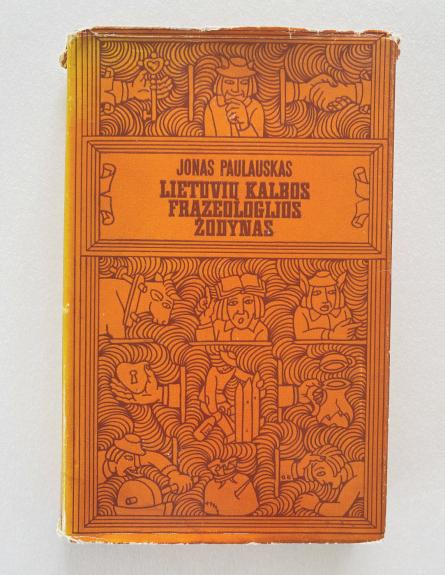 JONAS PAULAUSKAS
LIETUVIŲ KALBOS
FRAZEOLOGIJOS
ŽODYNAS